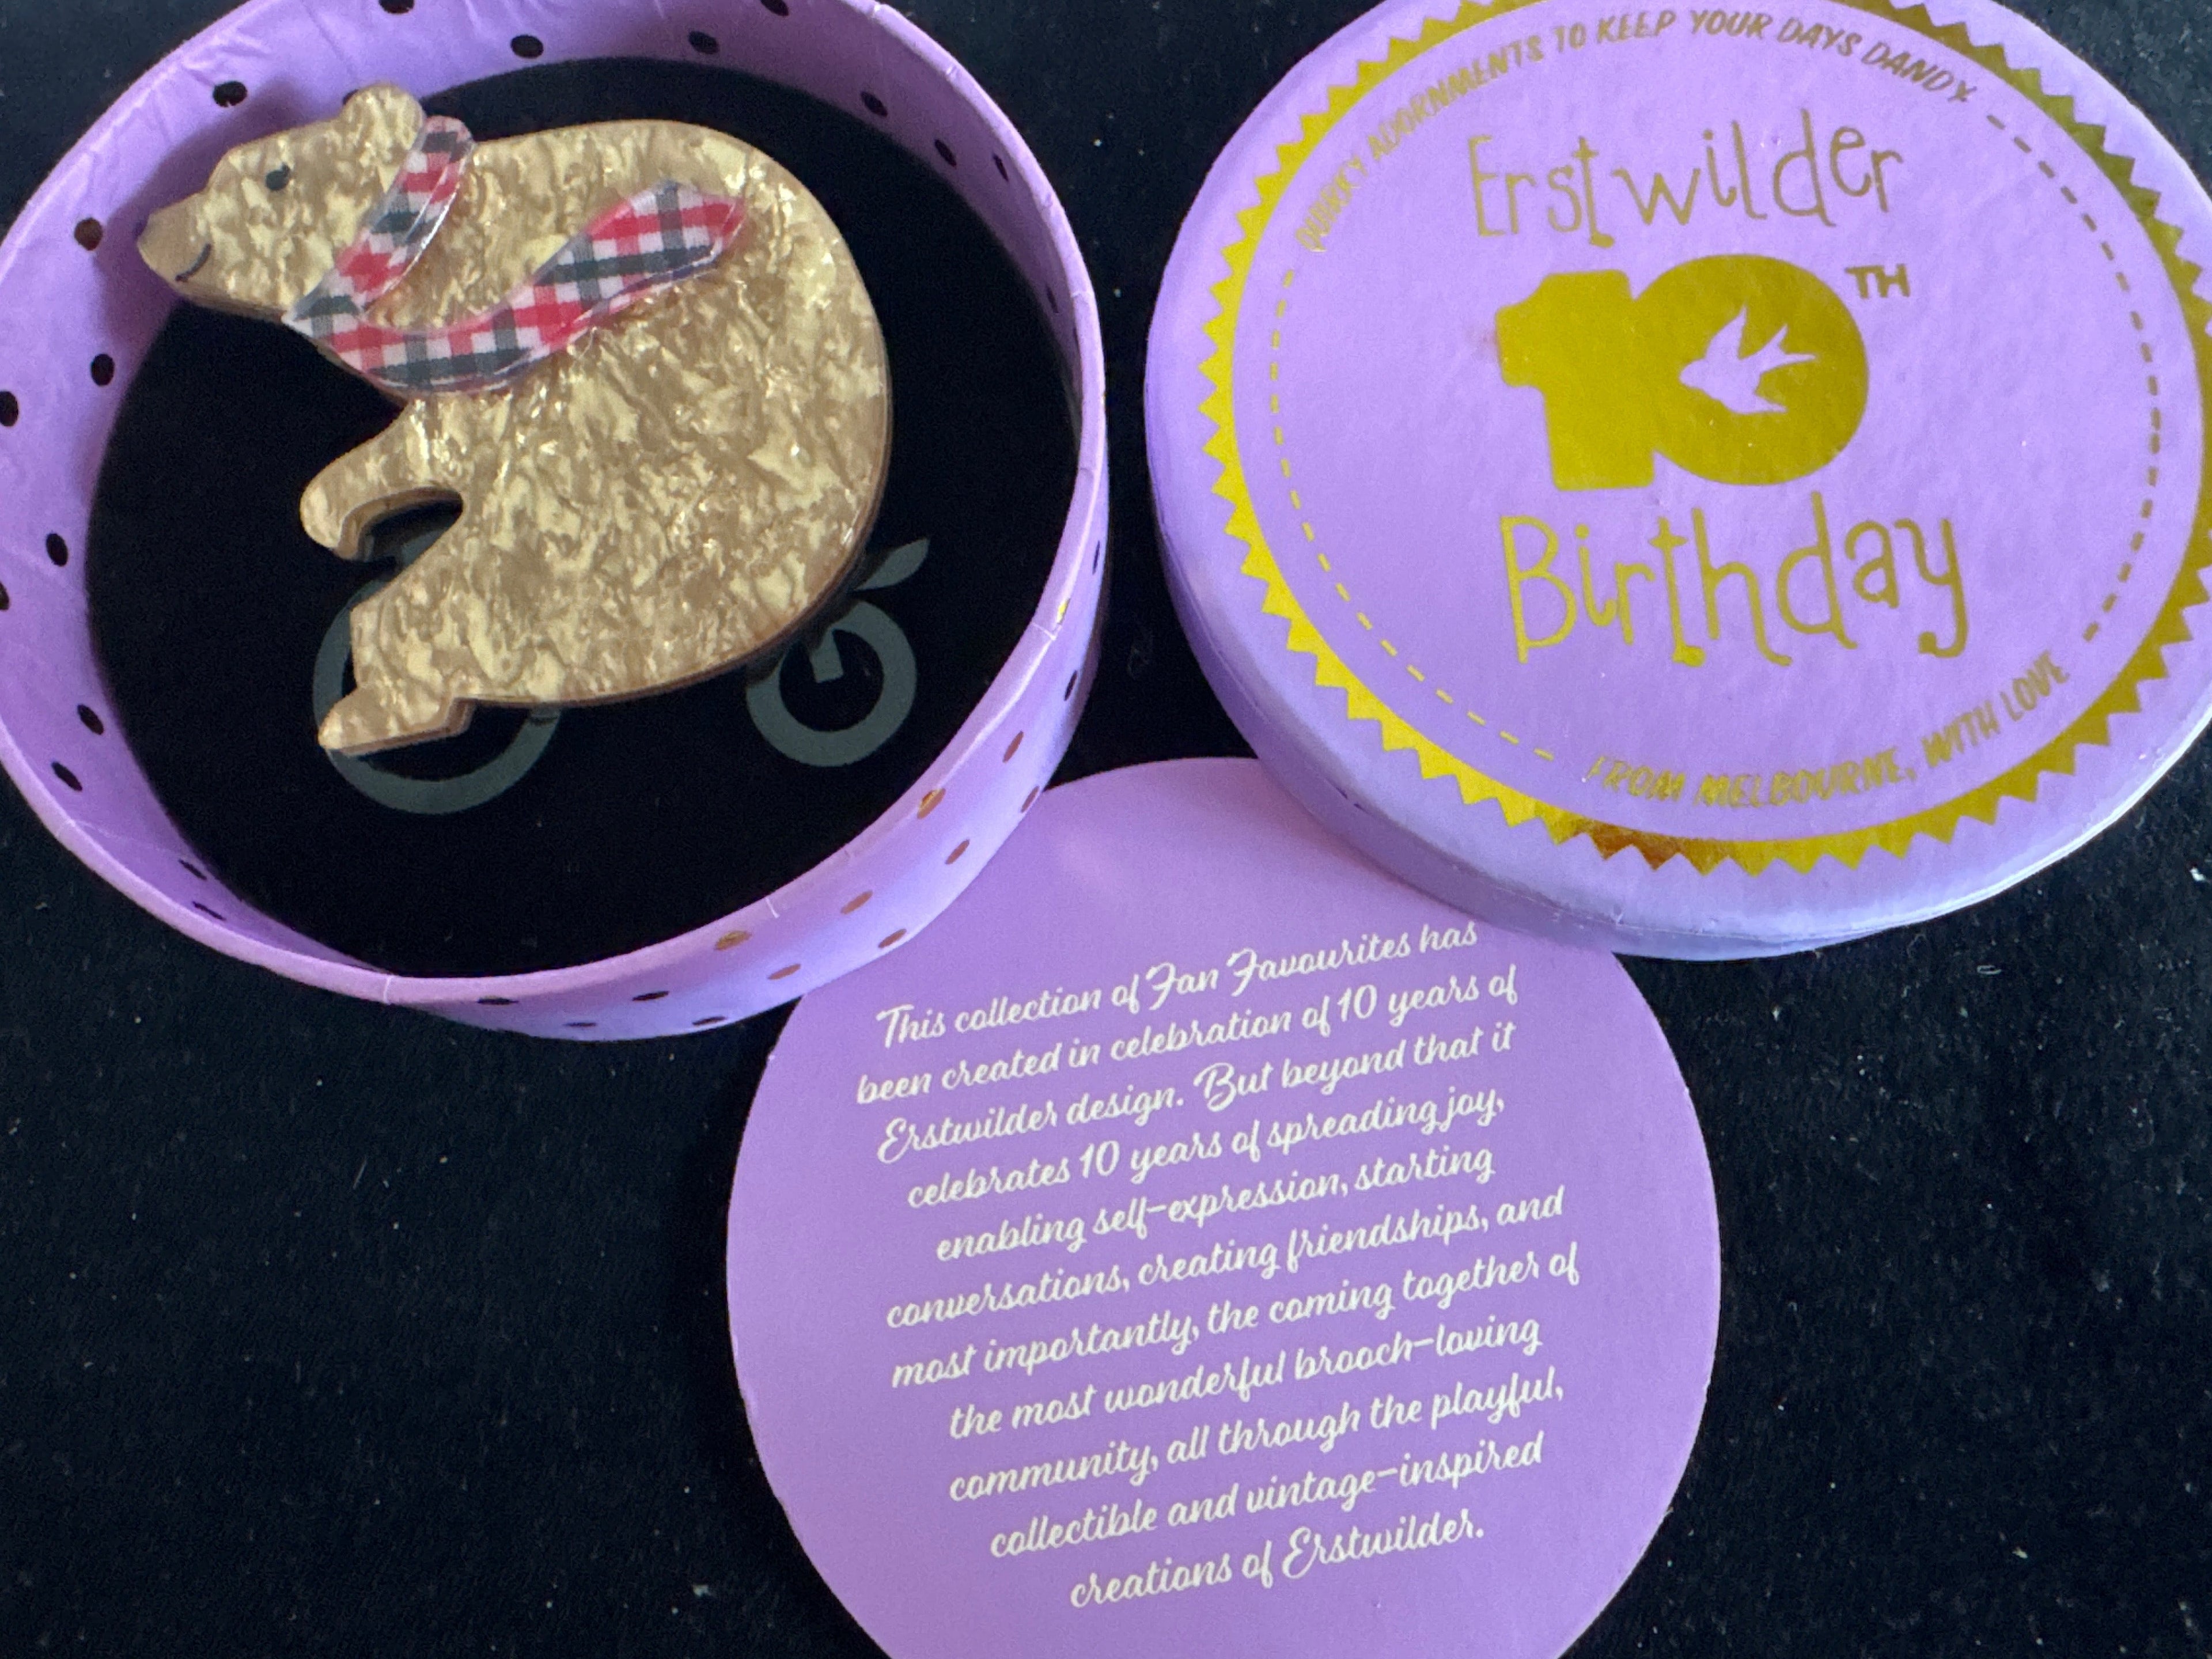 QUIRKY ADORNMENTS TO KEEP YOUR DAYS DANDY
Erstwilder
10TH
Birthday
FROM MELBOURNE, WITH LOVE
This collection of Fan Favourites has
been created in celebration of 10 years of
Erstwilder design. But beyond that it
celebrates 10 years of spreading joy,
enabling self-expression, starting
conversations, creating friendships, and
most importantly, the coming together of
the most wonderful brooch-loving
community, all through the playful,
collectible and vintage-inspired
creations of Erstwilder.